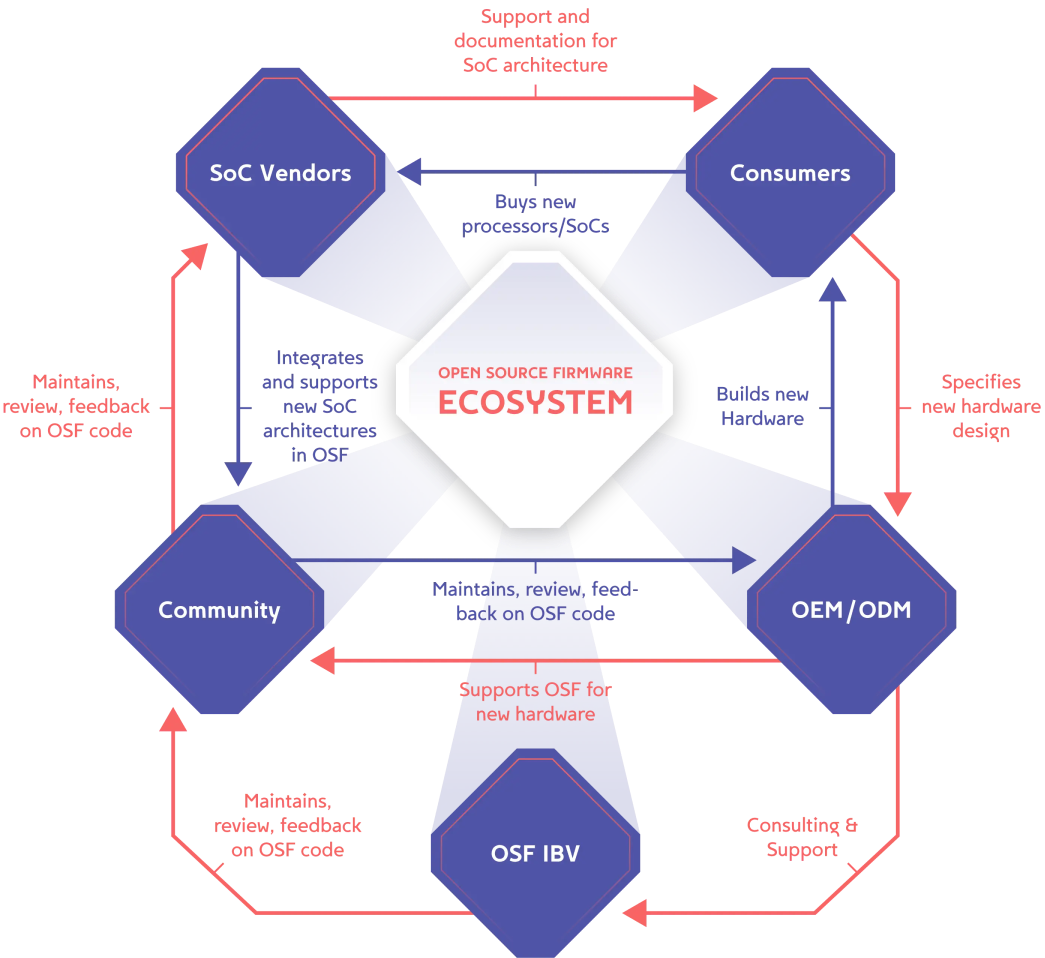 Support and
documentation for
SoC architecture
SoC Vendors
Consumers
Buys new
processors/SoCs
Integrates
and supports
new SoC
architectures
in OSF
Maintains,
review, feedback
on OSF code
OPEN SOURCE FIRMWARE
ECOSYSTEM
Builds new
Hardware
Specifies
new hardware
design
Community
Maintains, review, feed-
back on OSF code
OEM/ODM
Supports OSF for
new hardware
Maintains,
review, feedback
on OSF code
OSF IBV
Consulting &
Support